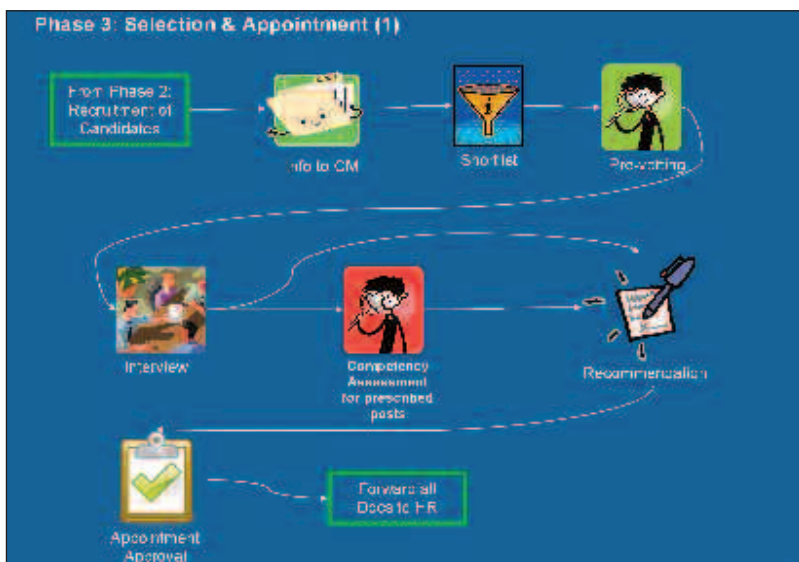 Phase 3: Selection & Appointment (1)
From Phase 2:
Recruitment of
Candidates
Info to CM
Shortlist
Pre-vetting
Interview
Competency
Assessment
for prescribed
posts
Recommendation
Appointment
Approval
Forward all
Docs to HR